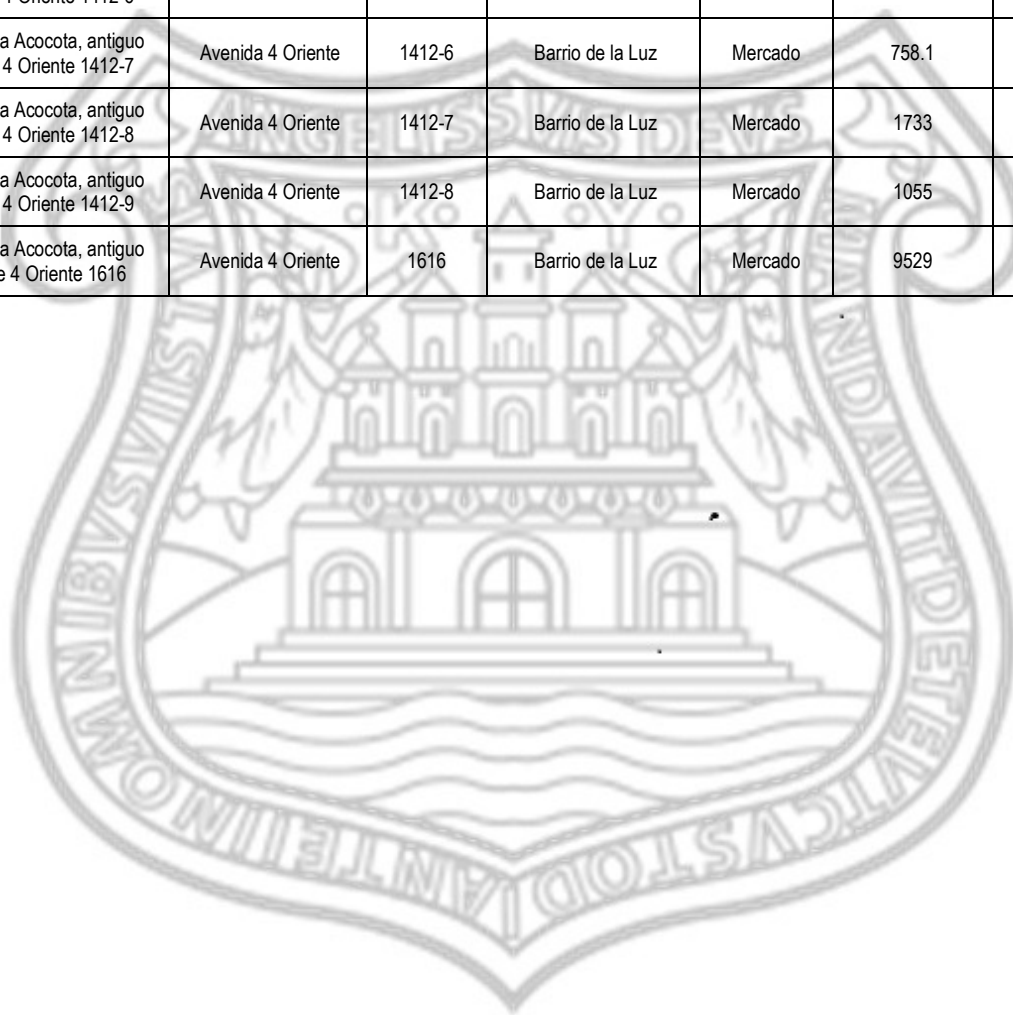 a Acocota, antiguo
4 Oriente 1412-7
Avenida 4 Oriente 1412-6 Barrio de la Luz Mercado 758.1
a Acocota, antiguo
4 Oriente 1412-8
Avenida 4 Oriente 1412-7 Barrio de la Luz Mercado 1733
a Acocota, antiguo
4 Oriente 1412-9
Avenida 4 Oriente 1412-8 Barrio de la Luz Mercado 1055
a Acocota, antiguo
e 4 Oriente 1616
Avenida 4 Oriente 1616 Barrio de la Luz Mercado 9529
ANGELIS SVIS DEVS
K V